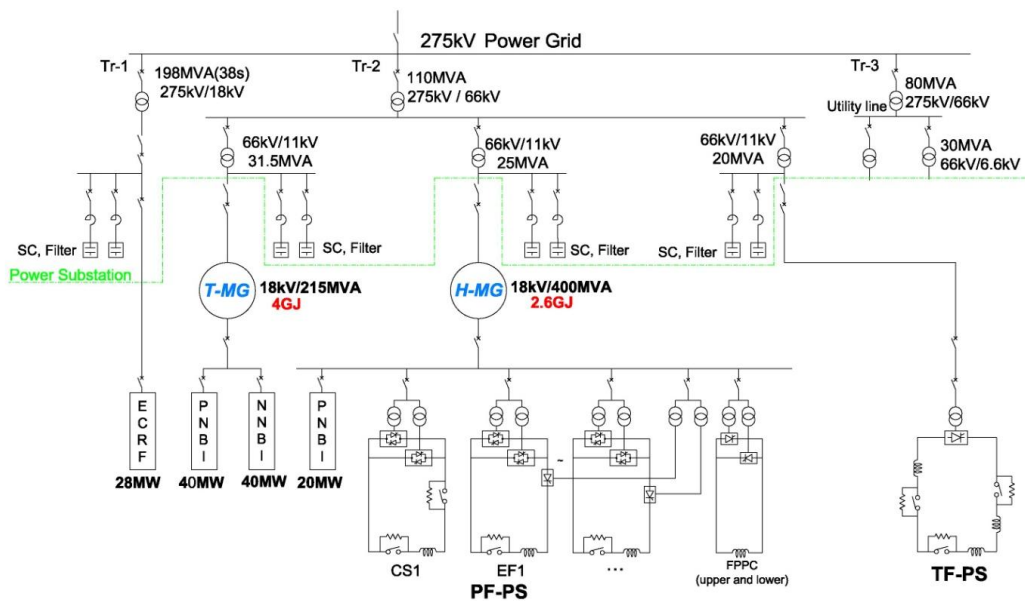 275kV Power Grid
Tr-1
198MVA(38s)
275kV/18kV
Tr-2
110MVA
275kV / 66kV
Tr-3
80MVA
275kV/66kV
Utility line
66kV/11kV
31.5MVA
66kV/11kV
25MVA
66kV/11kV
20MVA
30MVA
66kV/6.6kV
SC, Filter
SC, Filter
SC, Filter
SC, Filter
Power Substation
T-MG
18kV/215MVA
4GJ
H-MG
18kV/400MVA
2.6GJ
ECRF
28MW
PNBI
40MW
NNBI
40MW
PNBI
20MW
~
CS1
EF1
...
FPPC
(upper and lower)
PF-PS
TF-PS